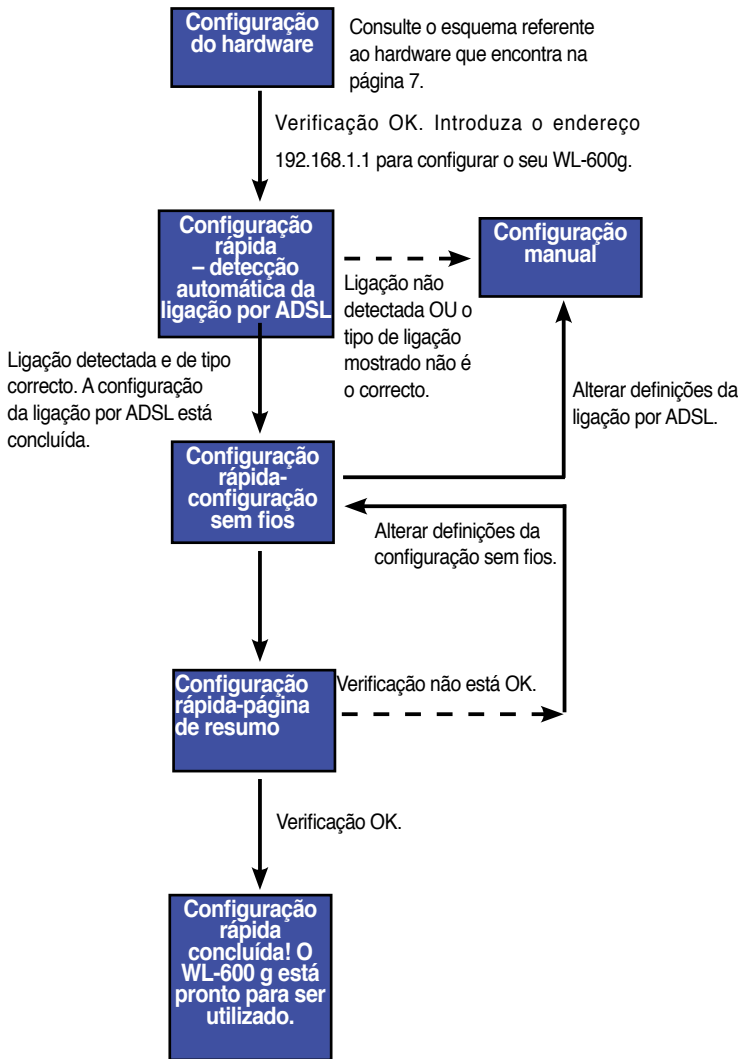 Configuração
do hardware
Consulte o esquema referente
ao hardware que encontra na
página 7.
Verificação OK. Introduza o endereço
192.168.1.1 para configurar o seu WL-600g.
Configuração
rápida
– detecção
automática da
ligação por ADSL
Configuração
manual
Ligação não
detectada OU o
tipo de ligação
mostrado não é
o correcto.
Ligação detectada e de tipo
correcto. A configuração
da ligação por ADSL está
concluída.
Alterar definições da
ligação por ADSL.
Configuração
rápida-
configuração
sem fios
Alterar definições da
configuração sem fios.
Configuração
rápida-página
de resumo
Verificação não está OK.
Verificação OK.
Configuração
rápida
concluída! O
WL-600 g está
pronto para ser
utilizado.